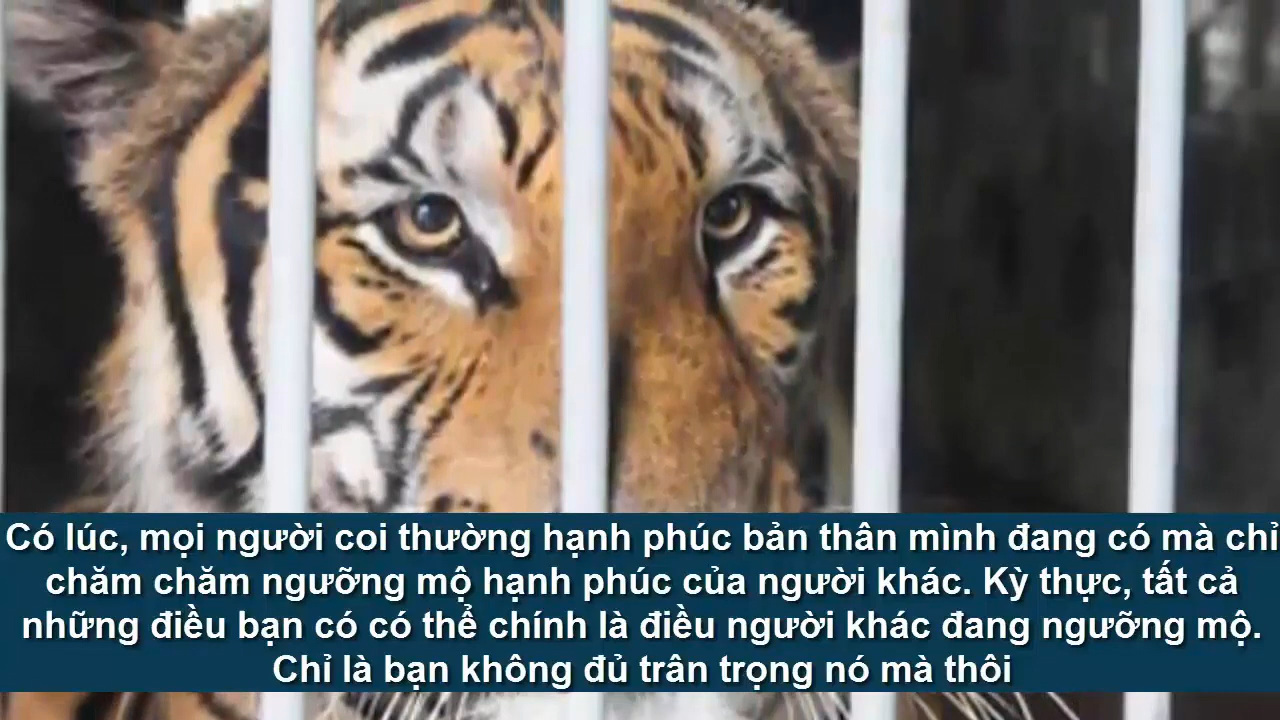 Có lúc, mọi người coi thường hạnh phúc bản thân mình đang có mà chỉ
chăm chăm ngưỡng mộ hạnh phúc của người khác. Kỳ thực, tất cả
những điều bạn có có thể chính là điều người khác đang ngưỡng mộ.
Chỉ là bạn không đủ trân trọng nó mà thôi